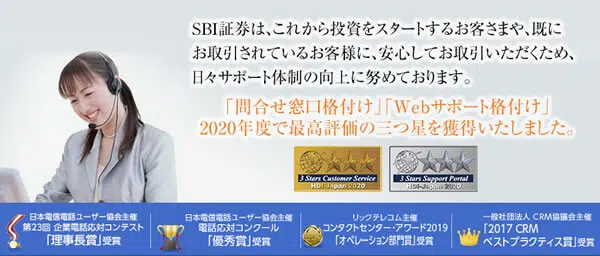 SBI証券は、これから投資をスタートするお客さまや、既に
お取引されているお客様に、安心してお取引いただくため、
日々サポート体制の向上に努めております。
「問合せ窓口格付け」「Webサポート格付け」
2020年度で最高評価の三つ星を獲得いたしました。
3 Stars Customer Service
HDI-Japan 2020
3 Stars Support Portal
HDI-Japan 2020
日本電信電話ユーザー協会主催
第23回 企業電話応対コンテスト
「理事長賞」受賞
日本電信電話ユーザー協会主催
電話応対コンクール
「優秀賞」受賞
リックテレコム主催
コンタクトセンター・アワード2019
「オペレーション部門賞」受賞
一般社団法人 CRM協議会主催
「2017 CRM
ベストプラクティス賞」受賞